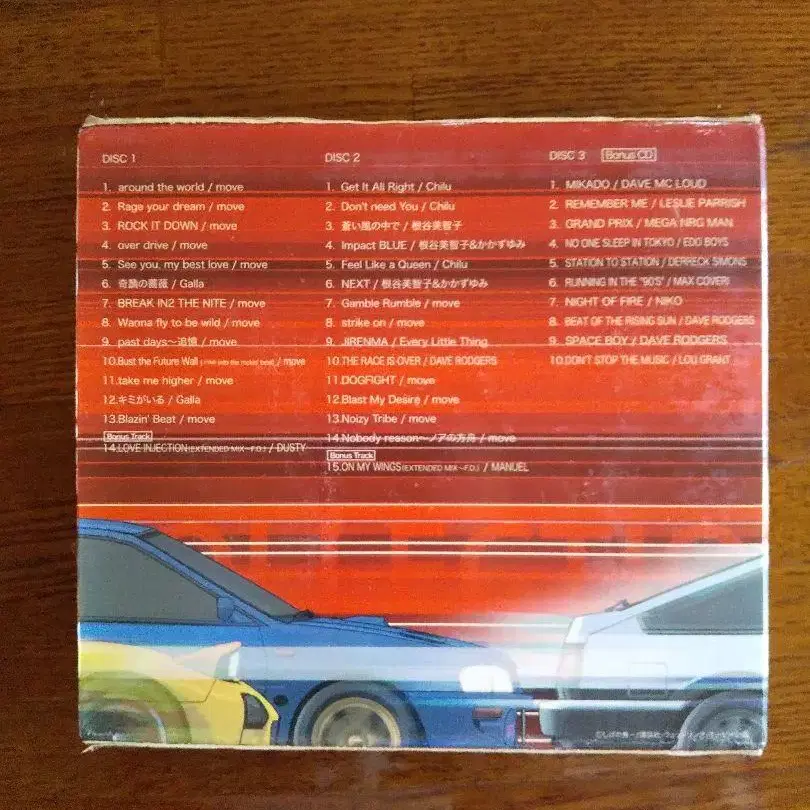 DISC 1
1. around the world / move
2. Rage your dream / move
3. ROCK IT DOWN / move
4. over drive / move
5. See you, my best love / move
6. 奇蹟の薔薇 / Galla
7. BREAK IN2 THE NITE / move
8. Wanna fly to be wild / move
9. past days〜追憶 / move
10.Bust the Future Wall / move
11.take me higher / move
12.キミがいる / Galla
13.Blazin' Beat / move
Bonus Track
14.LOVE INJECTION(EXTENDED MIX〜F.D.) / DUSTY
DISC 2
1. Get It All Right / Chilu
2. Don't need You / Chilu
3. 蒼い風の中で / 根谷美智子
4. Impact BLUE / 根谷美智子&かかずゆみ
5. Feel Like a Queen / Chilu
6. NEXT / 根谷美智子&かかずゆみ
7. Gamble Rumble / move
8. strike on / move
9. JIRENMA / Every Little Thing
10.THE RACE IS OVER / DAVE RODGERS
11.DOGFIGHT / move
12.Blast My Desire / move
13.Noizy Tribe / move
14.Nobody reason〜ノアの方舟 / move
Bonus Track
15.ON MY WINGS(EXTENDED MIX〜F.D.) / MANUEL
DISC 3 Bonus CD
1. MIKADO / DAVE MC LOUD
2. REMEMBER ME / LESLIE PARRISH
3. GRAND PRIX / MEGA NRG MAN
4. NO ONE SLEEP IN TOKYO / EDO BOYS
5. STATION TO STATION / DERRECK SIMONS
6. RUNNING IN THE "90S" / MAX COVERI
7. NIGHT OF FIRE / NIKO
8. BEAT OF THE RISING SUN / DAVE RODGERS
9. SPACE BOY / DAVE RODGERS
10.DON'T STOP THE MUSIC / LOU GRANT